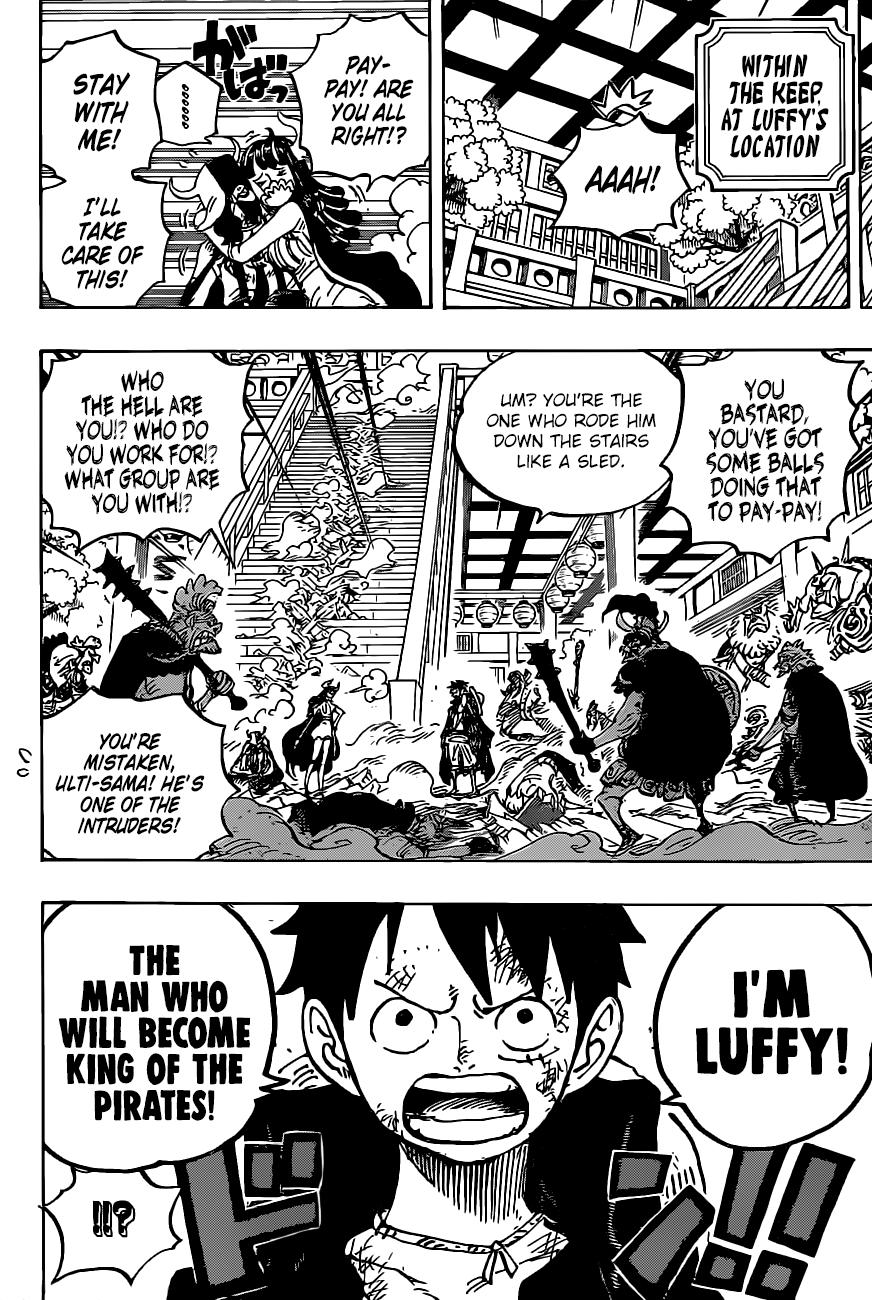 WITHIN
THE KEEP,
AT LUFFY'S
LOCATION
AAAH!
PAY-
PAY! ARE
YOU ALL
RIGHT!?
がばっ
......
STAY
WITH
ME!
I'LL
TAKE
CARE OF
THIS!
YOU
BASTARD,
YOU'VE GOT
SOME BALLS
DOING THAT
TO PAY-PAY!
UM? YOU'RE THE
ONE WHO RODE HIM
DOWN THE STAIRS
LIKE A SLED.
WHO
THE HELL ARE
YOU!? WHO DO
YOU WORK FOR!?
WHAT GROUP ARE
YOU WITH!?
YOU'RE
MISTAKEN,
ULTI-SAMA! HE'S
ONE OF THE
INTRUDERS!
I'M
LUFFY!
THE
MAN WHO
WILL BECOME
KING OF THE
PIRATES!
ドン!!
!!?